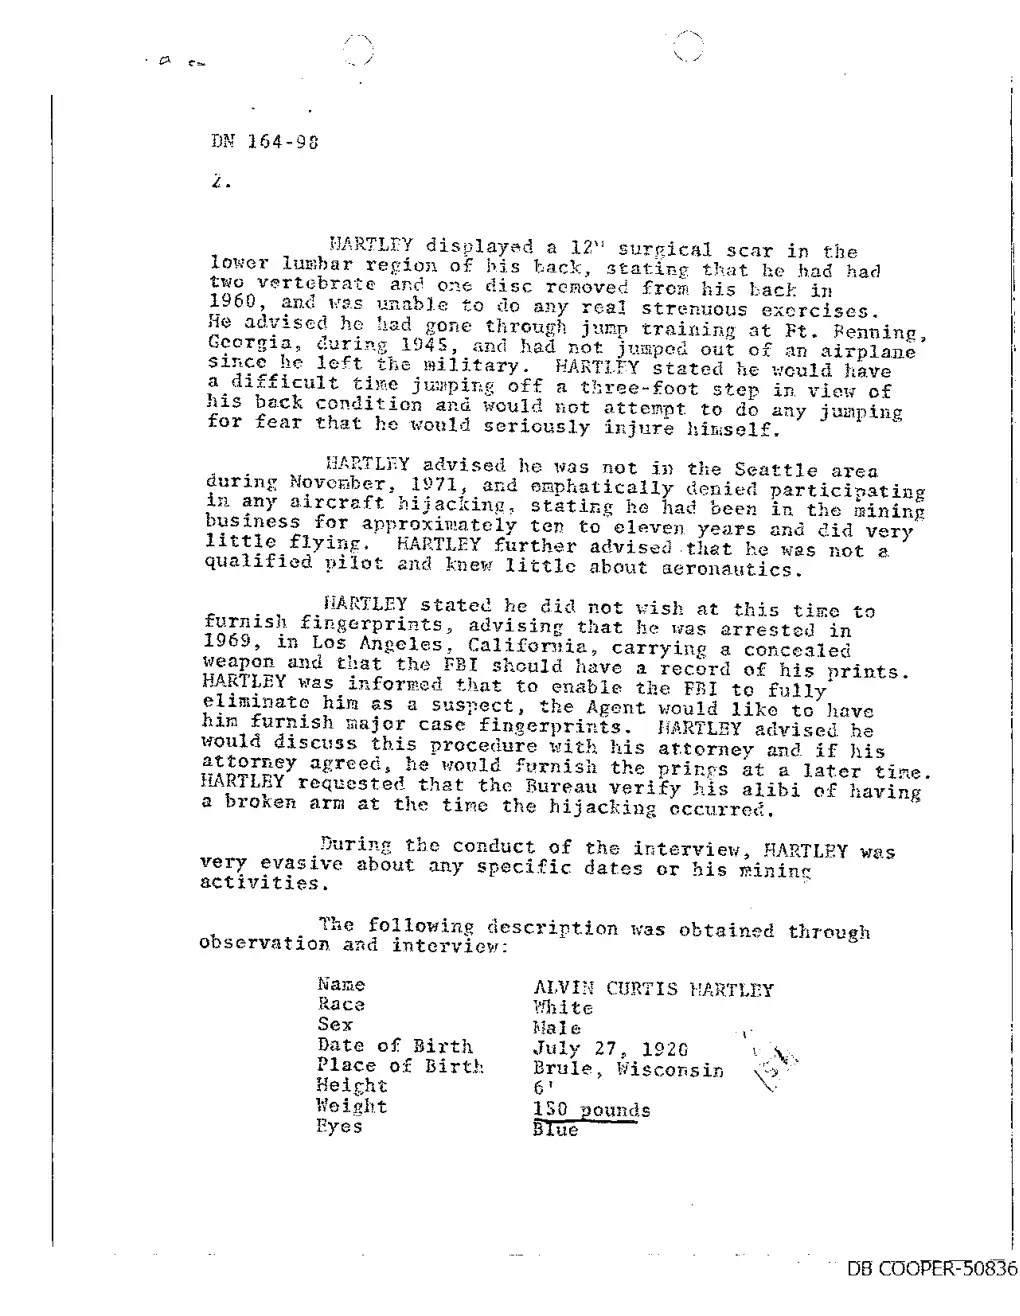 DN 164-98
2.
HARTLEY displayed a 12" surgical scar in the
lower lumbar region of his back, stating that he had had
two vertebrate and one disc removed from his back in
1960, and was unable to do any real strenuous exercises.
He advised he had gone through jump training at Ft. Benning,
Georgia, during 1945, and had not jumped out of an airplane
since he left the military. HARTLEY stated he would have
a difficult time jumping off a three-foot step in view of
his back condition and would not attempt to do any jumping
for fear that he would seriously injure himself.
HARTLEY advised he was not in the Seattle area
during November, 1971, and emphatically denied participating
in any aircraft hijacking, stating he had been in the mining
business for approximately ten to eleven years and did very
little flying. HARTLEY further advised that he was not a
qualified pilot and knew little about aeronautics.
HARTLEY stated he did not wish at this time to
furnish fingerprints, advising that he was arrested in
1969, in Los Angeles, California, carrying a concealed
weapon and that the FBI should have a record of his prints.
HARTLEY was informed that to enable the FBI to fully
eliminate him as a suspect, the Agent would like to have
him furnish major case fingerprints. HARTLEY advised he
would discuss this procedure with his attorney and if his
attorney agreed, he would furnish the prings at a later time.
HARTLEY requested that the Bureau verify his alibi of having
a broken arm at the time the hijacking occurred.
During the conduct of the interview, HARTLEY was
very evasive about any specific dates or his mining
activities.
The following description was obtained through
observation and interview:
Name ALVIN CURTIS HARTLEY
Race White
Sex Male
Date of Birth July 27, 1920
Place of Birth Brule, Wisconsin
Height 6'
Weight pounds
Eyes Blue
DB COOPER-50836